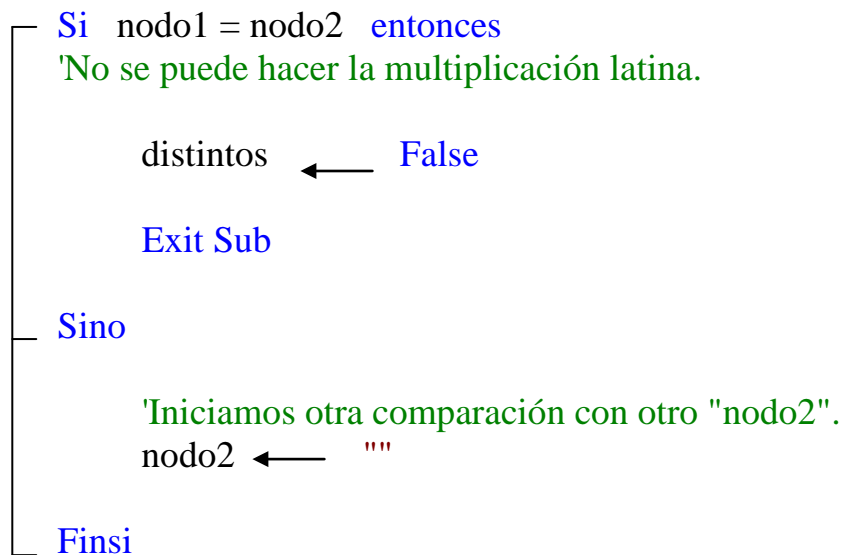 Si nodo1 = nodo2 entonces
'No se puede hacer la multiplicación latina.
distintos ← False
Exit Sub
Sino
'Iniciamos otra comparación con otro "nodo2".
nodo2 ← ""
Finsi